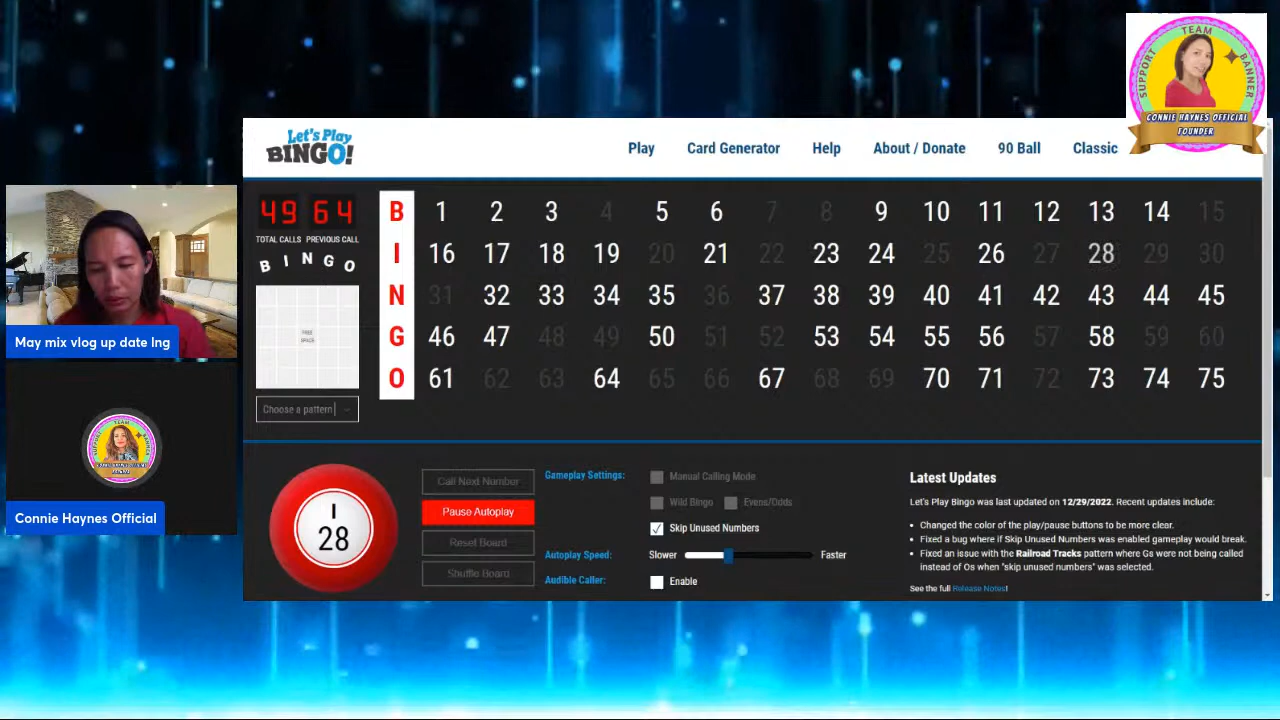 SUPPORT TEAM BANNER
CONNIE HAYNES OFFICIAL
FOUNDER
Let's Play
BINGO!
Play Card Generator Help About / Donate 90 Ball Classic
49 64
TOTAL CALLS PREVIOUS CALL
B I N G O
FREE
SPACE
Choose a pattern
B 1 2 3 4 5 6 7 8 9 10 11 12 13 14 15
I 16 17 18 19 20 21 22 23 24 25 26 27 28 29 30
N 31 32 33 34 35 36 37 38 39 40 41 42 43 44 45
G 46 47 48 49 50 51 52 53 54 55 56 57 58 59 60
O 61 62 63 64 65 66 67 68 69 70 71 72 73 74 75
May mix vlog up date lng
Connie Haynes Official
I
28
Call Next Number
Pause Autoplay
Reset Board
Shuffle Board
Gameplay Settings:
Manual Calling Mode
Wild Bingo Evens/Odds
Skip Unused Numbers
Autoplay Speed: Slower Faster
Audible Caller: Enable
Latest Updates
Let's Play Bingo was last updated on 12/29/2022. Recent updates include:
Changed the color of the play/pause buttons to be more clear.
Fixed a bug where if Skip Unused Numbers was enabled gameplay would break.
Fixed an issue with the Railroad Tracks pattern where Gs were not being called
instead of Os when "skip unused numbers" was selected.
See the full Release Notes!